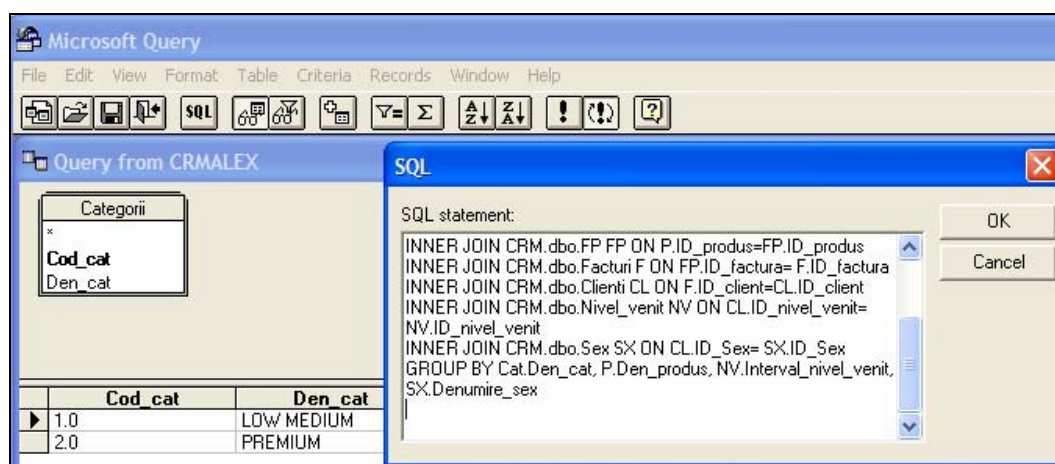 Microsoft Query
File Edit View Format Table Criteria Records Window Help
SQL
Query from CRMALEX
Categorii
*
Cod_cat
Den_cat
SQL
SQL statement:
INNER JOIN CRM.dbo.FP FP ON P.ID_produs=FP.ID_produs
INNER JOIN CRM.dbo.Facturi F ON FP.ID_factura= F.ID_factura
INNER JOIN CRM.dbo.Clienti CL ON F.ID_client=CL.ID_client
INNER JOIN CRM.dbo.Nivel_venit NV ON CL.ID_nivel_venit=
NV.ID_nivel_venit
INNER JOIN CRM.dbo.Sex SX ON CL.ID_Sex= SX.ID_Sex
GROUP BY Cat.Den_cat, P.Den_produs, NV.Interval_nivel_venit,
SX.Denumire_sex
OK
Cancel
Cod_cat Den_cat
1.0 LOW MEDIUM
2.0 PREMIUM